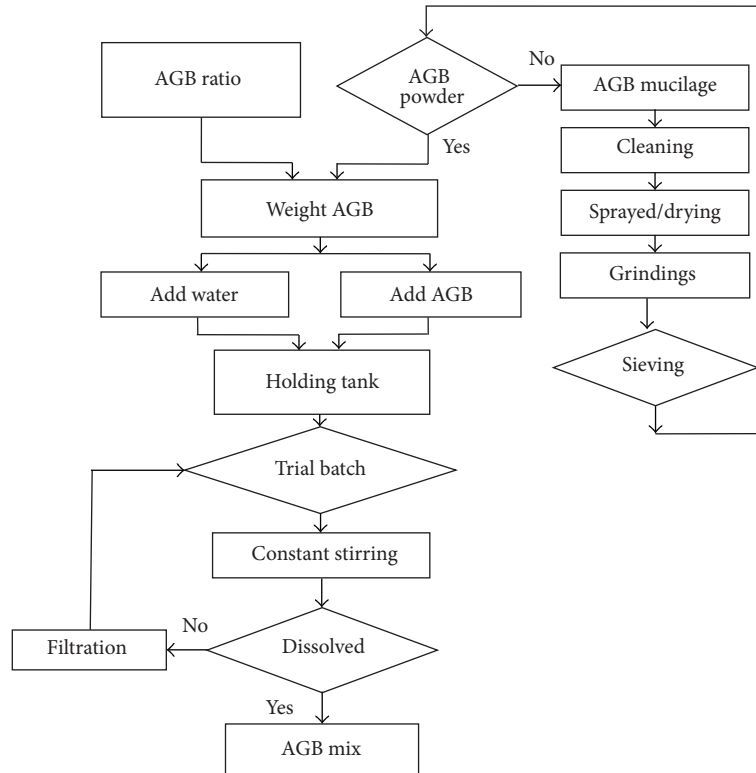 AGB ratio
AGB
powder
No
AGB mucilage
Yes
Cleaning
Weight AGB
Sprayed/drying
Add water
Add AGB
Grindings
Holding tank
Sieving
Trial batch
Constant stirring
No
Filtration
Dissolved
Yes
AGB mix